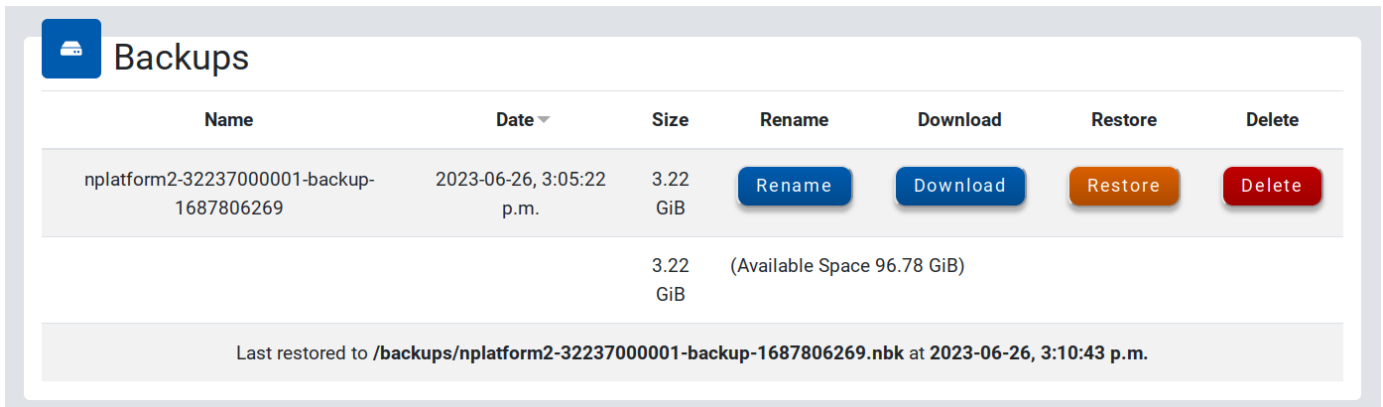 Backups
Name Date Size Rename Download Restore Delete
nplatform2-32237000001-backup- 2023-06-26, 3:05:22 3.22 Rename Download Restore Delete
1687806269 p.m. GiB
3.22 (Available Space 96.78 GiB)
GiB
Last restored to /backups/nplatform2-32237000001-backup-1687806269.nbk at 2023-06-26, 3:10:43 p.m.